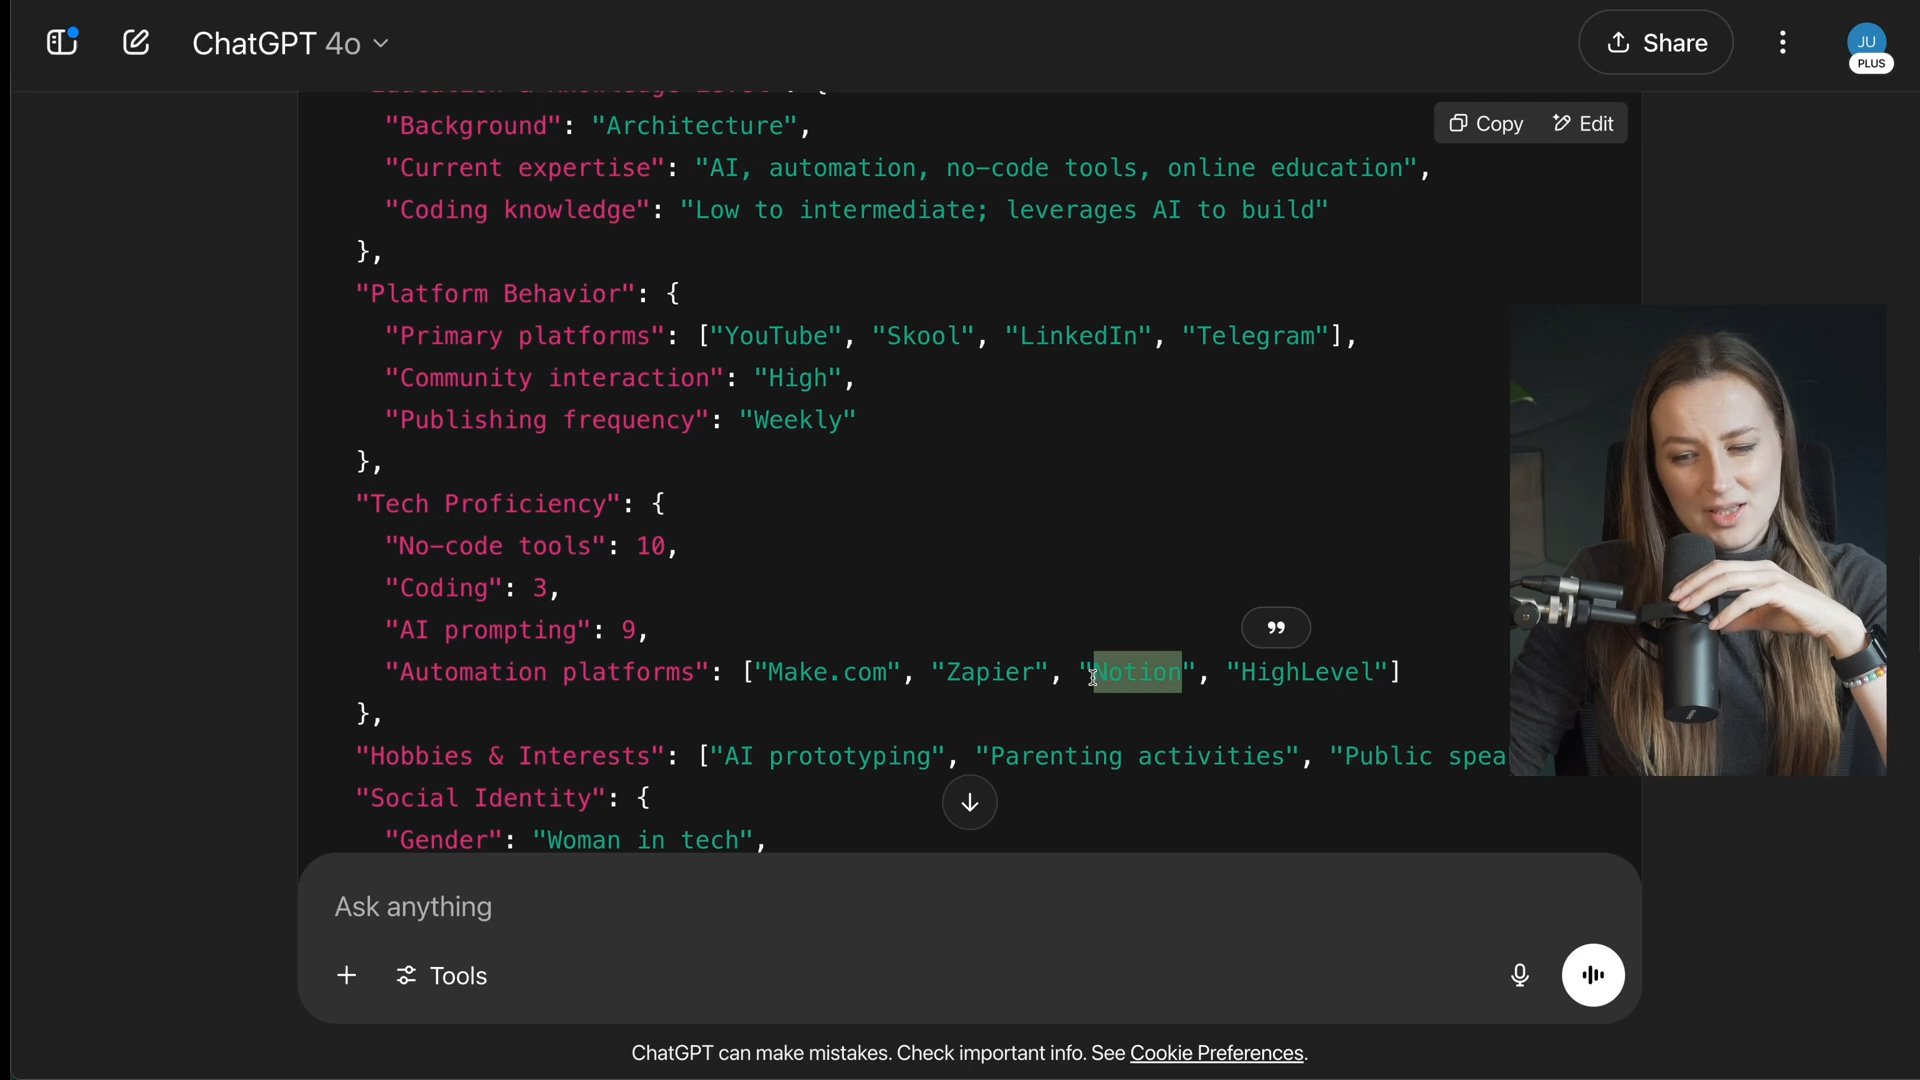 ChatGPT 4o
Share
JU
PLUS
Copy
Edit
"Background": "Architecture",
"Current expertise": "AI, automation, no-code tools, online education",
"Coding knowledge": "Low to intermediate; leverages AI to build"
},
"Platform Behavior": {
"Primary platforms": ["YouTube", "Skool", "LinkedIn", "Telegram"],
"Community interaction": "High",
"Publishing frequency": "Weekly"
},
"Tech Proficiency": {
"No-code tools": 10,
"Coding": 3,
"AI prompting": 9,
"Automation platforms": ["Make.com", "Zapier", "Notion", "HighLevel"]
},
"Hobbies & Interests": ["AI prototyping", "Parenting activities", "Public spea
"Social Identity": {
"Gender": "Woman in tech",
Ask anything
Tools
ChatGPT can make mistakes. Check important info. See Cookie Preferences.